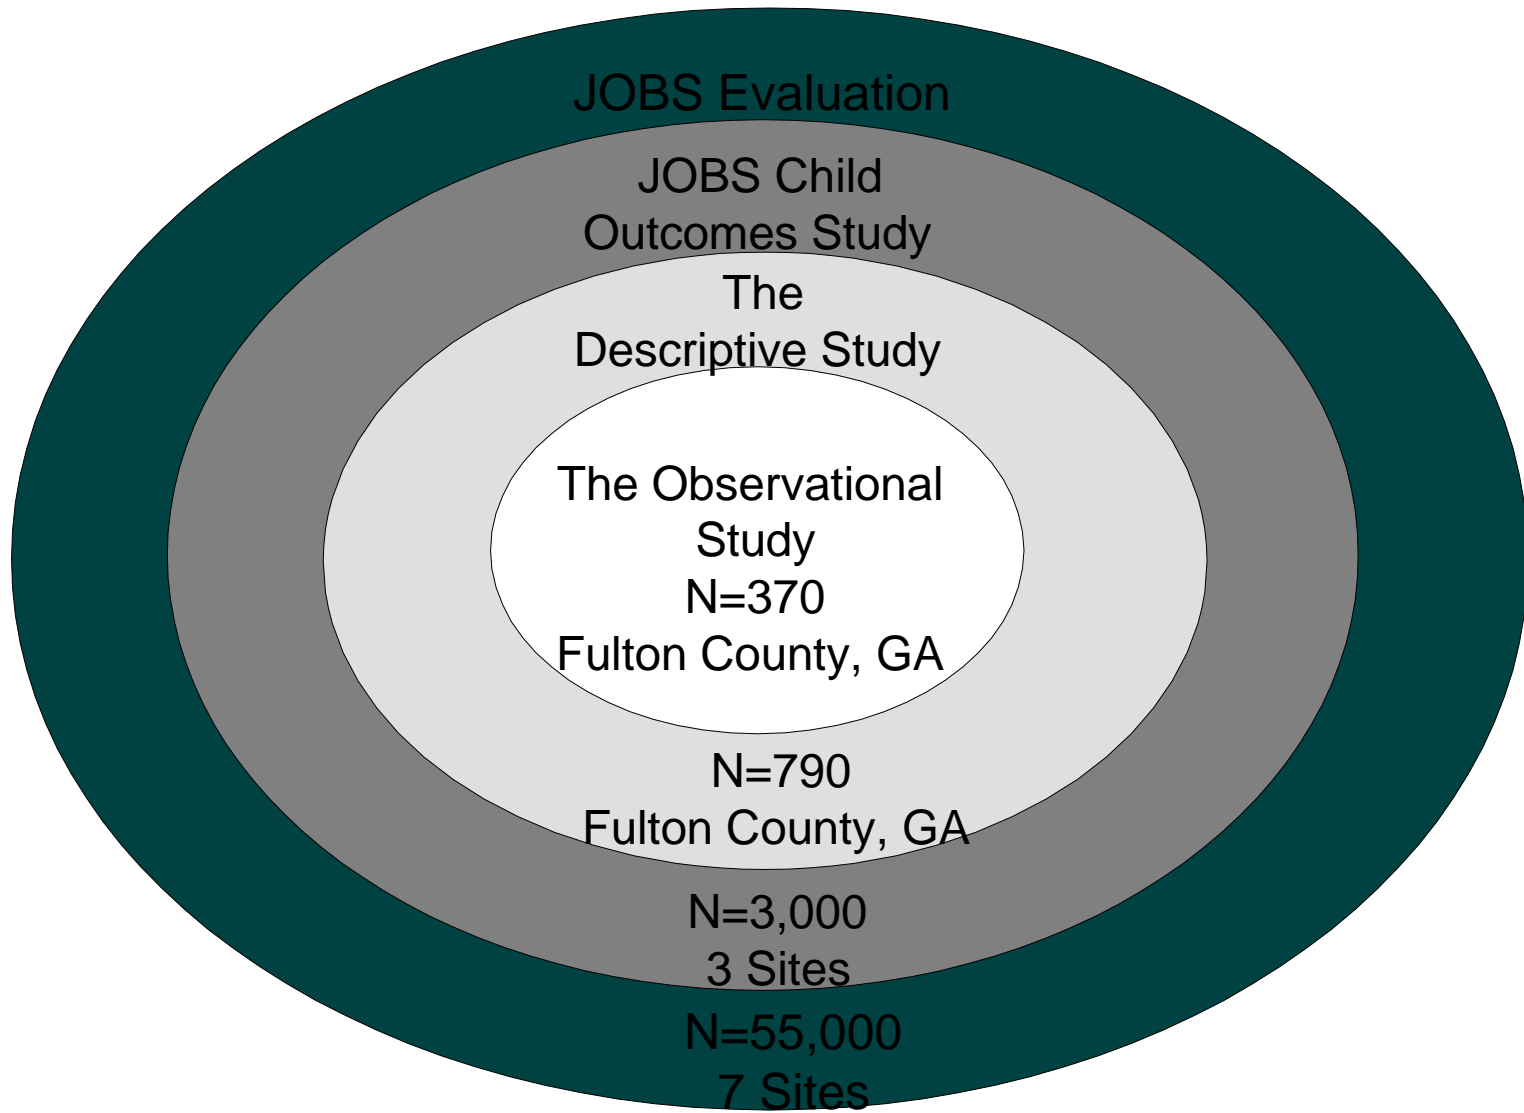 JOBS Evaluation
JOBS Child
Outcomes Study
The
Descriptive Study
The Observational
Study
N=370
Fulton County, GA
N=790
Fulton County, GA
N=3,000
3 Sites
N=55,000
7 Sites